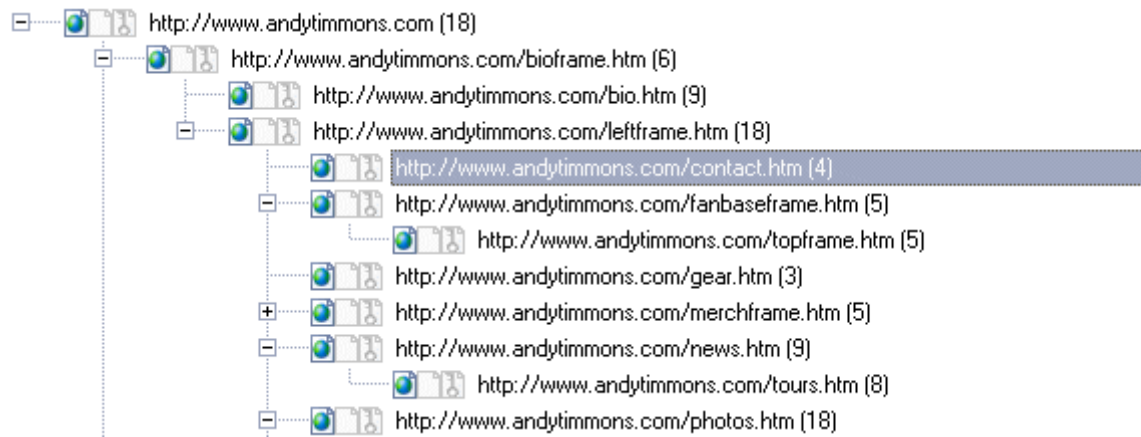 http://www.andytimmons.com (18)
http://www.andytimmons.com/bioframe.htm (6)
http://www.andytimmons.com/bio.htm (9)
http://www.andytimmons.com/leftframe.htm (18)
http://www.andytimmons.com/contact.htm (4)
http://www.andytimmons.com/fanbaseframe.htm (5)
http://www.andytimmons.com/topframe.htm (5)
http://www.andytimmons.com/gear.htm (3)
http://www.andytimmons.com/merchframe.htm (5)
http://www.andytimmons.com/news.htm (9)
http://www.andytimmons.com/tours.htm (8)
http://www.andytimmons.com/photos.htm (18)